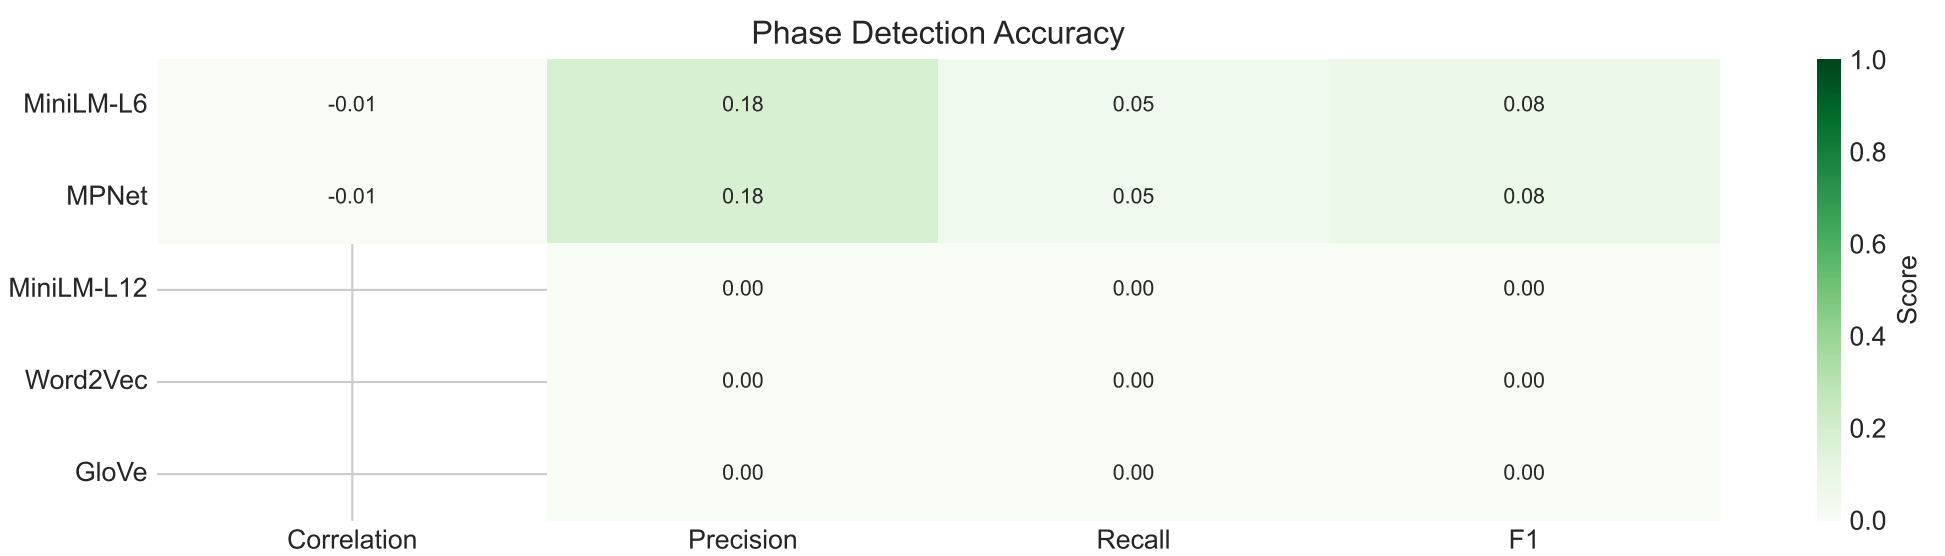 Phase Detection Accuracy
MiniLM-L6 -0.01 0.18 0.05 0.08
MPNet -0.01 0.18 0.05 0.08
MiniLM-L12 0.00 0.00 0.00
Word2Vec 0.00 0.00 0.00
GloVe 0.00 0.00 0.00
Correlation Precision Recall F1
1.0
0.8
0.6
0.4
0.2
0.0
Score